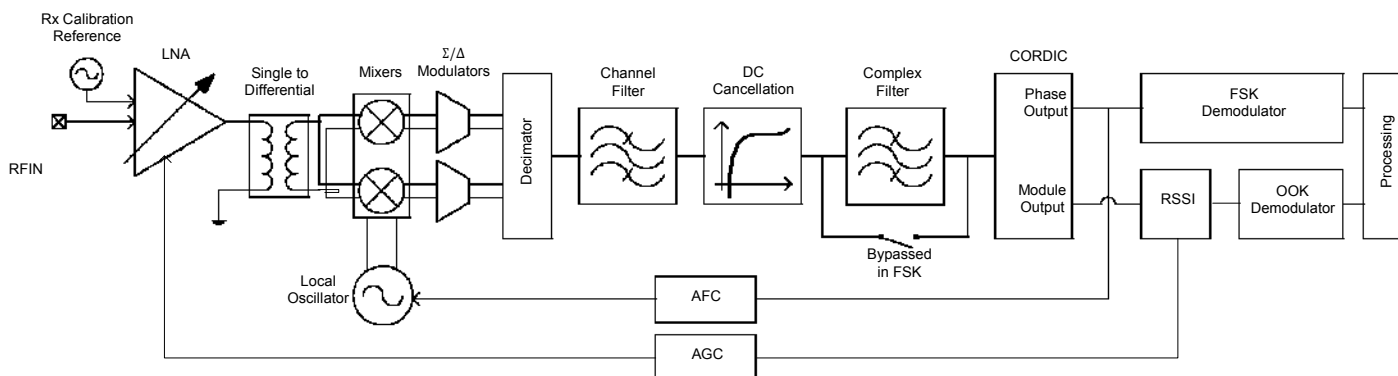 Rx Calibration
Reference
LNA
Single to
Differential
Mixers
Σ/Δ
Modulators
Decimator
Channel
Filter
DC
Cancellation
Complex
Filter
CORDIC
Phase
Output
Module
Output
FSK
Demodulator
Processing
RFIN
RSSI
OOK
Demodulator
Bypassed
in FSK
Local
Oscillator
AFC
AGC